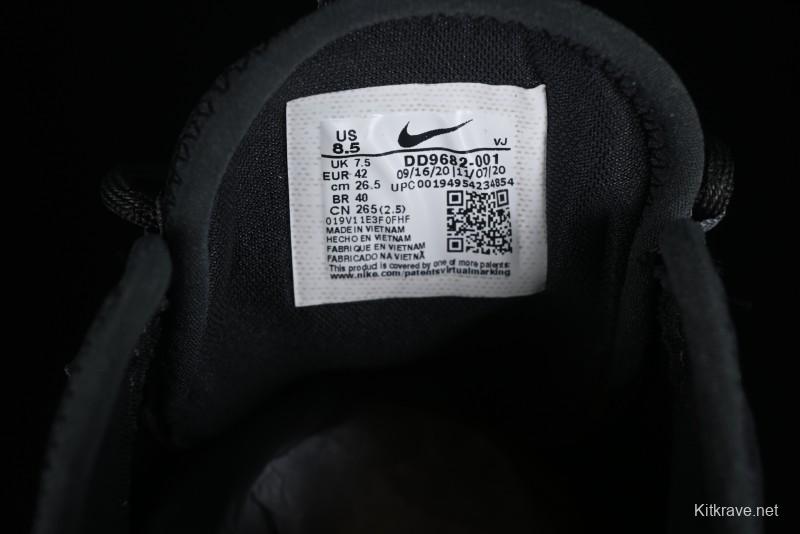 US
8.5
VJ
UK 7.5
DD9682-001
EUR 42
09/16/20 | 11/07/20
cm 26.5
UPC 00194954234854
BR 40
CN 265(2.5)
019V11E3F0FHF
MADE IN VIETNAM
HECHO EN VIETNAM
FABRIQUE EN VIETNAM
FABRICADO NA VIETNÃ
This product is covered by one of more patents:
www.nike.com/patentsvirtualmarking
Kitkrave.net